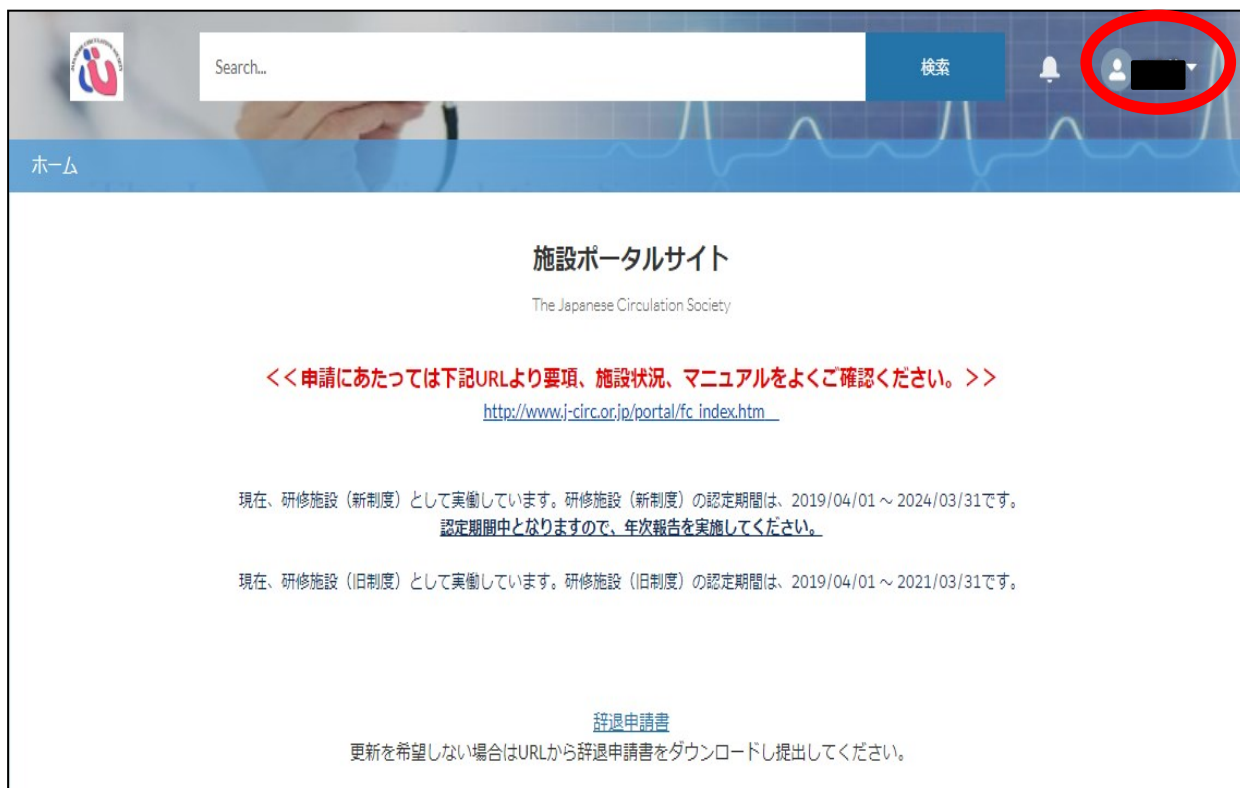 Search...
検索
ホーム
施設ポータルサイト
The Japanese Circulation Society
<<申請にあたっては下記URLより要項、施設状況、マニュアルをよくご確認ください。>>
http://www.j-circ.or.jp/portal/fc_index.htm
現在、研修施設（新制度）として実働しています。研修施設（新制度）の認定期間は、2019/04/01 ~ 2024/03/31です。
認定期間中となりますので、年次報告を実施してください。
現在、研修施設（旧制度）として実働しています。研修施設（旧制度）の認定期間は、2019/04/01 ~ 2021/03/31です。
辞退申請書
更新を希望しない場合はURLから辞退申請書をダウンロードし提出してください。